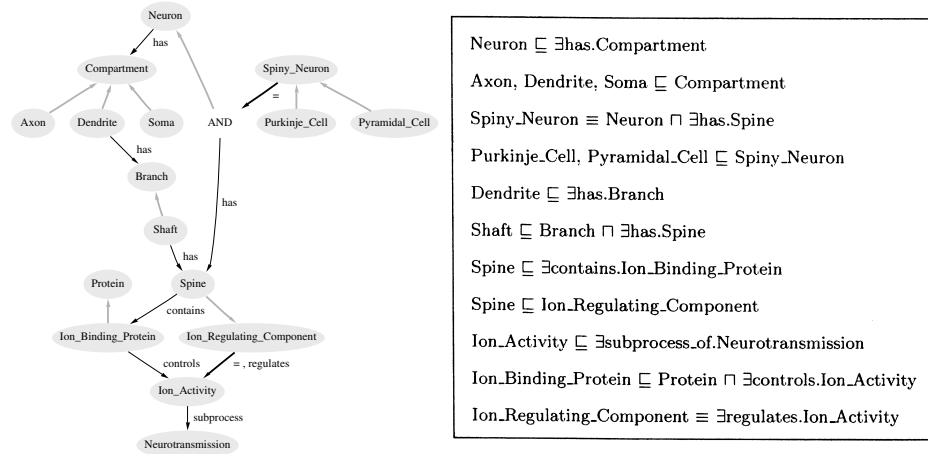 Neuron
has
Compartment
Spiny_Neuron
=
Axon
Dendrite
Soma
AND
Purkinje_Cell
Pyramidal_Cell
has
Branch
has
Shaft
has
Protein
Spine
contains
Ion_Binding_Protein
Ion_Regulating_Component
controls
= , regulates
Ion_Activity
subprocess
Neurotransmission
Neuron ⊑ ∃has.Compartment
Axon, Dendrite, Soma ⊑ Compartment
Spiny_Neuron ≡ Neuron ⊓ ∃has.Spine
Purkinje_Cell, Pyramidal_Cell ⊑ Spiny_Neuron
Dendrite ⊑ ∃has.Branch
Shaft ⊑ Branch ⊓ ∃has.Spine
Spine ⊑ ∃contains.Ion_Binding_Protein
Spine ⊑ Ion_Regulating_Component
Ion_Activity ⊑ ∃subprocess_of.Neurotransmission
Ion_Binding_Protein ⊑ Protein ⊓ ∃controls.Ion_Activity
Ion_Regulating_Component ≡ ∃regulates.Ion_Activity